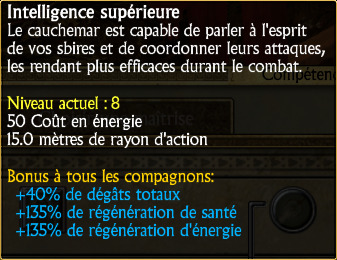 Intelligence supérieure
Le cauchemar est capable de parler à l'esprit
de vos sbires et de coordonner leurs attaques,
les rendant plus efficaces durant le combat.
Compétenc
Niveau actuel : 8
50 Coût en énergie
15.0 mètres de rayon d'action
Bonus à tous les compagnons:
+40% de dégâts totaux
+135% de régénération de santé
+135% de régénération d'énergie